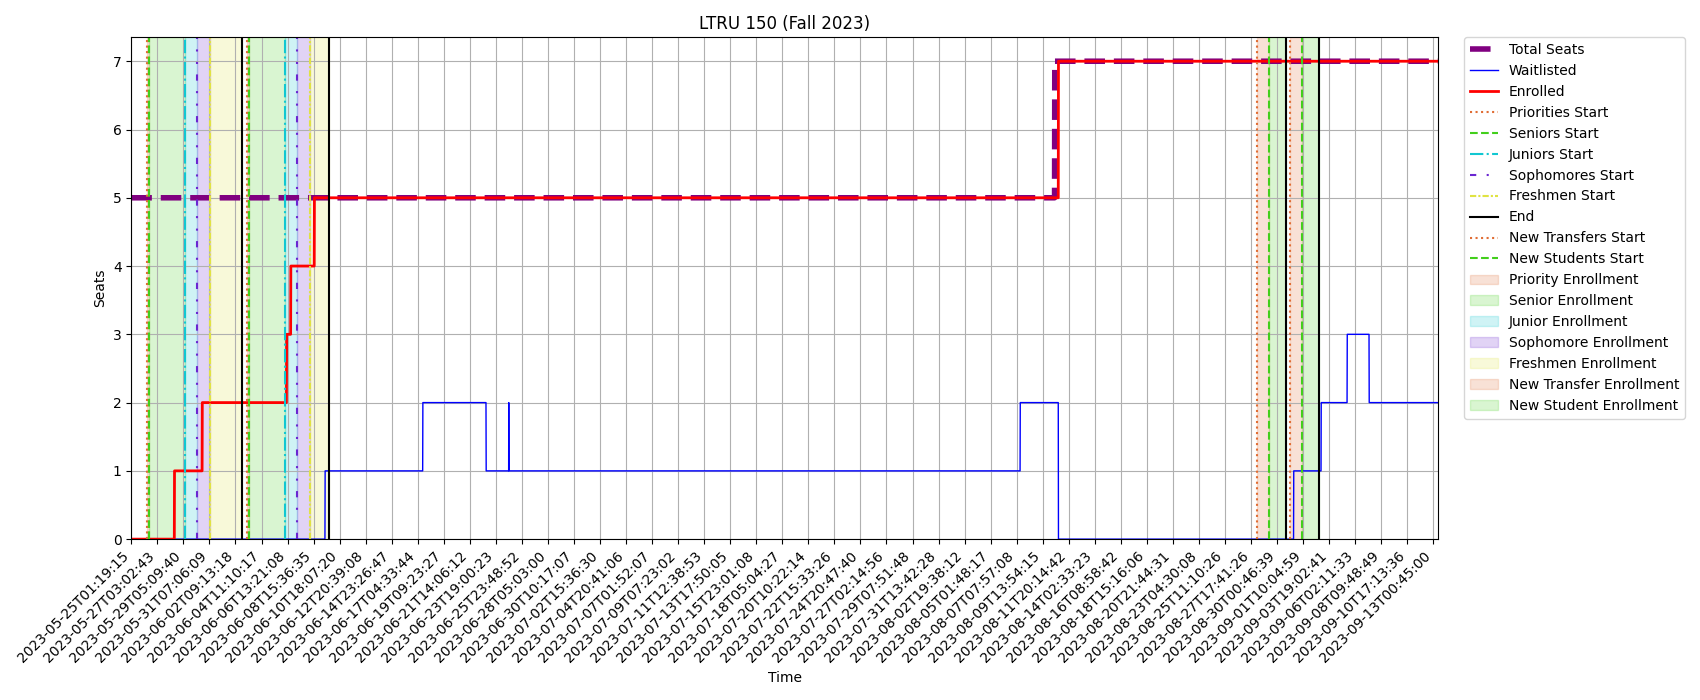 LTRU 150 (Fall 2023)
Seats
7
6
5
4
3
2
1
0
2023-05-25T01:19:15
2023-05-27T03:02:43
2023-05-29T05:09:40
2023-05-31T07:06:09
2023-06-02T09:13:18
2023-06-04T11:10:17
2023-06-06T13:21:08
2023-06-08T15:36:35
2023-06-10T18:07:20
2023-06-12T20:39:08
2023-06-14T23:26:47
2023-06-17T04:33:44
2023-06-19T09:23:27
2023-06-21T14:06:12
2023-06-23T19:00:23
2023-06-25T23:48:52
2023-06-28T05:03:00
2023-06-30T10:17:07
2023-07-02T15:36:30
2023-07-04T20:41:06
2023-07-07T01:52:07
2023-07-09T07:23:02
2023-07-11T12:38:53
2023-07-13T17:50:05
2023-07-15T23:01:08
2023-07-18T05:04:27
2023-07-20T10:22:14
2023-07-22T15:33:26
2023-07-24T20:47:40
2023-07-27T02:14:56
2023-07-29T07:51:48
2023-07-31T13:42:28
2023-08-02T19:38:12
2023-08-05T01:48:17
2023-08-07T07:57:08
2023-08-09T13:54:15
2023-08-11T20:14:42
2023-08-14T02:33:23
2023-08-16T08:58:42
2023-08-18T15:16:06
2023-08-20T21:44:31
2023-08-23T04:30:09
2023-08-25T11:10:26
2023-08-27T17:41:26
2023-08-30T00:46:39
2023-09-01T10:04:59
2023-09-03T19:02:41
2023-09-06T02:11:33
2023-09-08T09:48:49
2023-09-10T17:13:36
2023-09-13T00:45:00
Time
Total Seats
Waitlisted
Enrolled
Priorities Start
Seniors Start
Juniors Start
Sophomores Start
Freshmen Start
End
New Transfers Start
New Students Start
Priority Enrollment
Senior Enrollment
Junior Enrollment
Sophomore Enrollment
Freshmen Enrollment
New Transfer Enrollment
New Student Enrollment